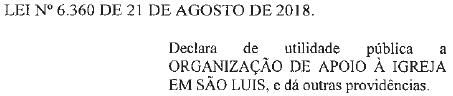 LEI Nº 6.360 DE 21 DE AGOSTO DE 2018.
Declara de utilidade pública a
ORGANIZAÇÃO DE APOIO À IGREJA
EM SÃO LUIS, e dá outras providências.